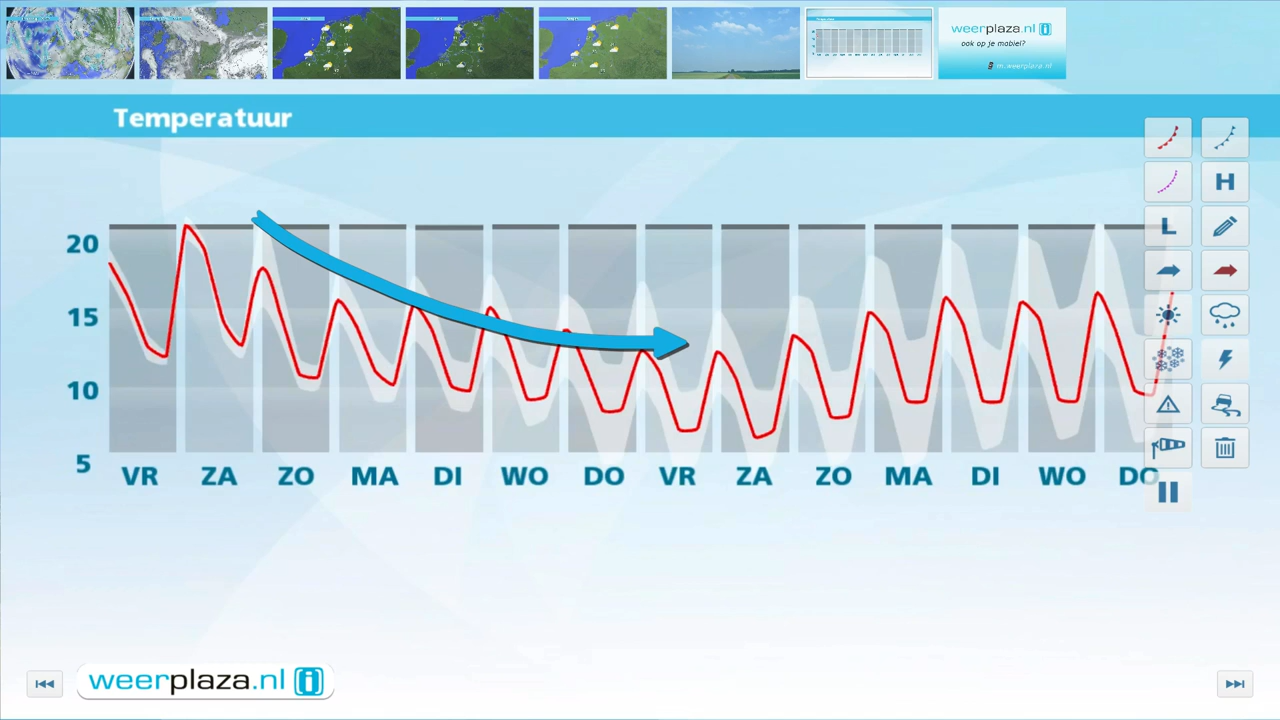 weerplaza.nl
ook op je mobiel?
m.weerplaza.nl
Temperatuur
H
L
20
15
10
5
VR ZA ZO MA DI WO DO VR ZA ZO MA DI WO DO
weerplaza.nl